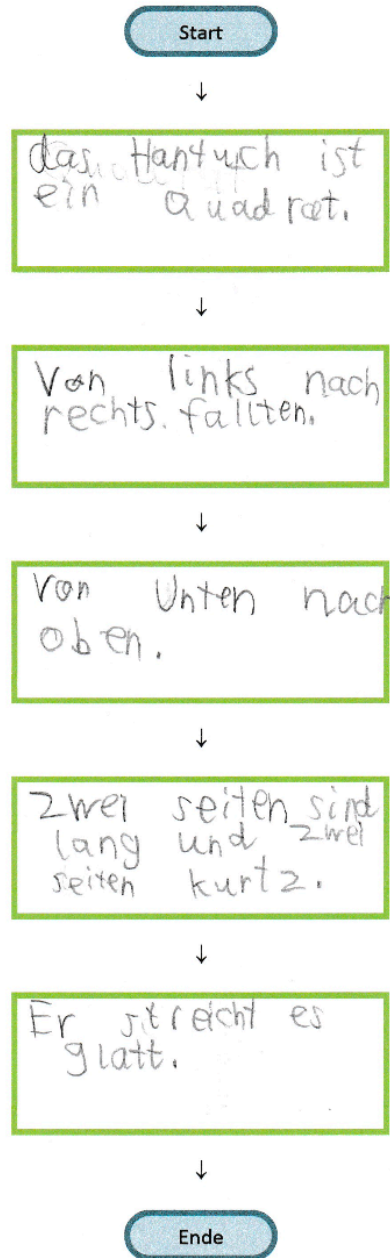 Start
das Hantuch ist
ein Quadrat.
Von links nach
rechts. fallten.
von Unten nach
oben.
Zwei seiten sind
lang und zwei
seiten kurtz.
Er streicht es
glatt.
Ende